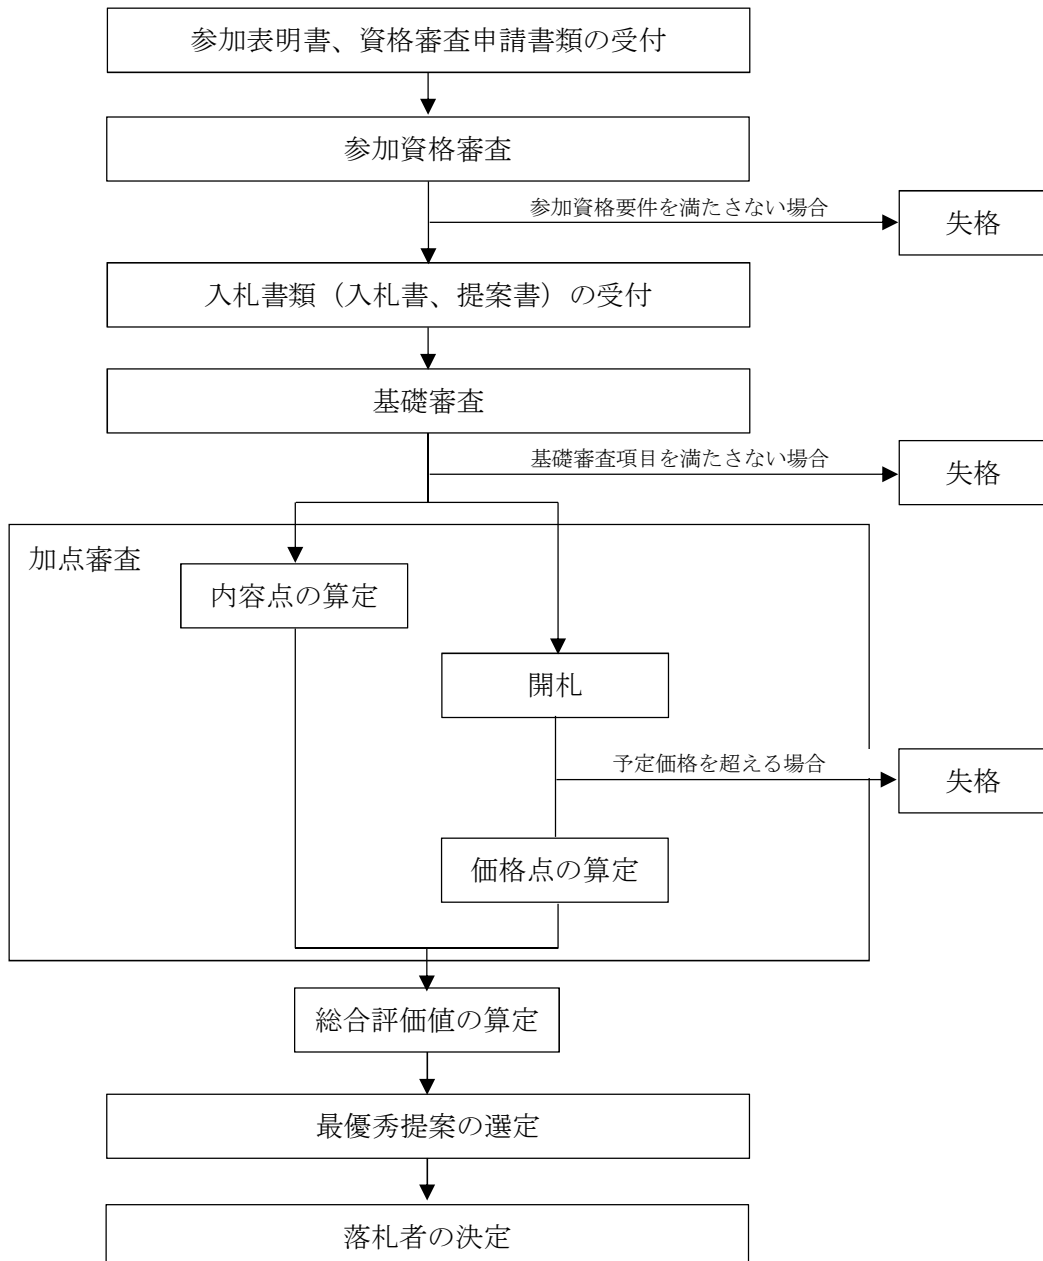 参加表明書、資格審査申請書類の受付
参加資格審査
参加資格要件を満たさない場合
失格
入札書類（入札書、提案書）の受付
基礎審査
基礎審査項目を満たさない場合
失格
加点審査
内容点の算定
開札
予定価格を超える場合
失格
価格点の算定
総合評価値の算定
最優秀提案の選定
落札者の決定